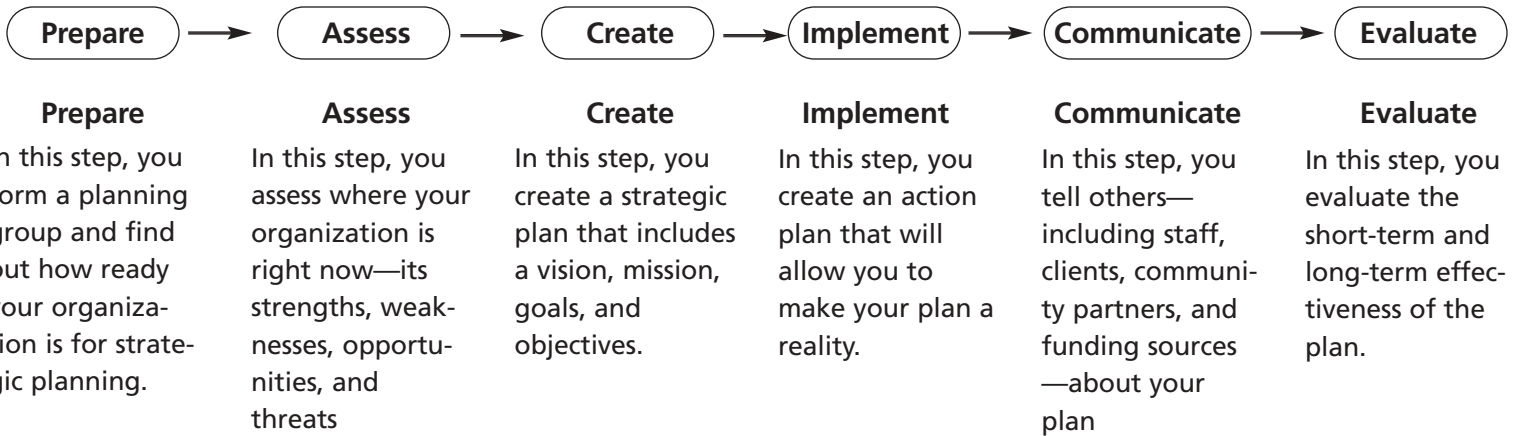 Prepare
Assess
Create
Implement
Communicate
Evaluate
Prepare
n this step, you
orm a planning
group and find
out how ready
your organiza-
ion is for strate-
gic planning.
Assess
In this step, you
assess where your
organization is
right now—its
strengths, weak-
nesses, opportu-
nities, and
threats
Create
In this step, you
create a strategic
plan that includes
a vision, mission,
goals, and
objectives.
Implement
In this step, you
create an action
plan that will
allow you to
make your plan a
reality.
Communicate
In this step, you
tell others—
including staff,
clients, communi-
ty partners, and
funding sources
—about your
plan
Evaluate
In this step, you
evaluate the
short-term and
long-term effec-
tiveness of the
plan.